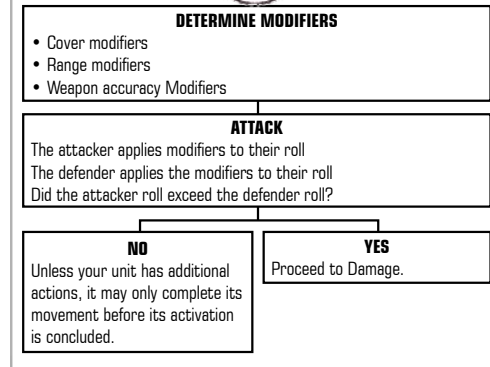 DETERMINE MODIFIERS
• Cover modifiers
• Range modifiers
• Weapon accuracy Modifiers
ATTACK
The attacker applies modifiers to their roll
The defender applies the modifiers to their roll
Did the attacker roll exceed the defender roll?
NO
Unless your unit has additional
actions, it may only complete its
movement before its activation
is concluded.
YES
Proceed to Damage.